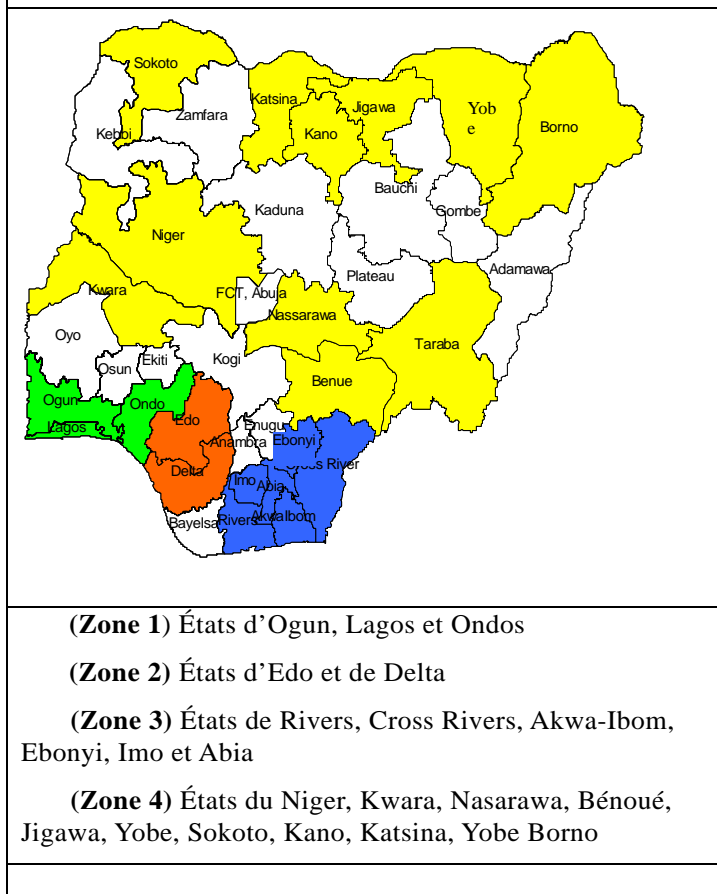 Sokoto
Katsina
Zamfara
Jigawa
Yob
e
Kebbi
Kano
Borno
Bauchi
Kaduna
Gombe
Niger
Plateau
Adamawa
Kwara
FCT, Abuja
Nassarawa
Oyo
Taraba
Osun
Ekiti
Kogi
Benue
Ogun
Ondo
Lagos
Edo
Enugu
Anambra
Ebonyi
Cross River
Delta
Imo
Abia
Bayelsa
Rivers
Akwa Ibom
(Zone 1) États d’Ogun, Lagos et Ondos
(Zone 2) États d’Edo et de Delta
(Zone 3) États de Rivers, Cross Rivers, Akwa-Ibom,
Ebonyi, Imo et Abia
(Zone 4) États du Niger, Kwara, Nasarawa, Bénoué,
Jigawa, Yobe, Sokoto, Kano, Katsina, Yobe Borno